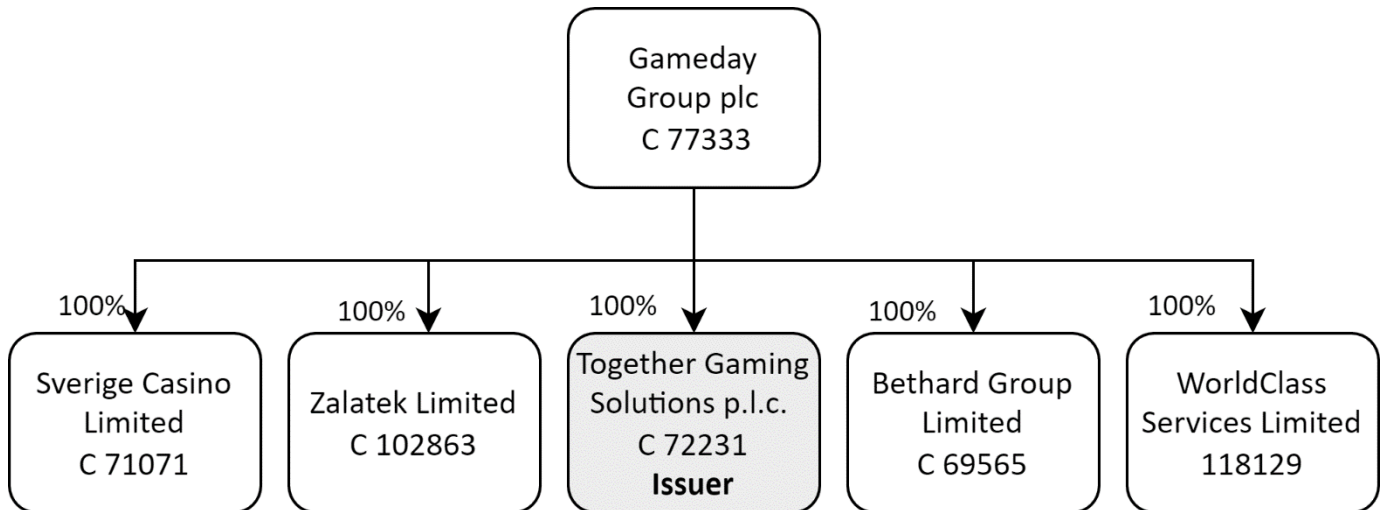 Gameday
Group plc
C 77333
100%
100%
100%
100%
100%
Sverige Casino
Limited
C 71071
Zalatek Limited
C 102863
Together Gaming
Solutions p.l.c.
C 72231
Issuer
Bethard Group
Limited
C 69565
WorldClass
Services Limited
118129